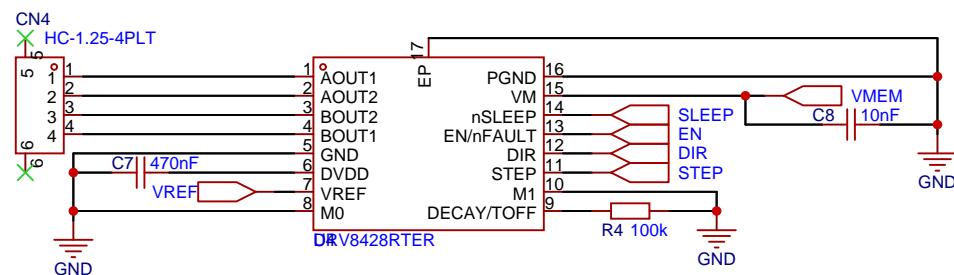 CN4
HC-1.25-4PLT
5 5
1 1
2 2
3 3
4 4
6 6
EP 17
1 AOUT1
2 AOUT2
3 BOUT2
4 BOUT1
5 GND
6 DVDD
7 VREF
8 M0
PGND 16
VM 15
nSLEEP 14
EN/nFAULT 13
DIR 12
STEP 11
M1 10
DECAY/TOFF 9
U4
DRV8428RTER
C7 470nF
VREF
GND
SLEEP
EN
DIR
STEP
VMEM
C8 10nF
GND
R4 100k
GND